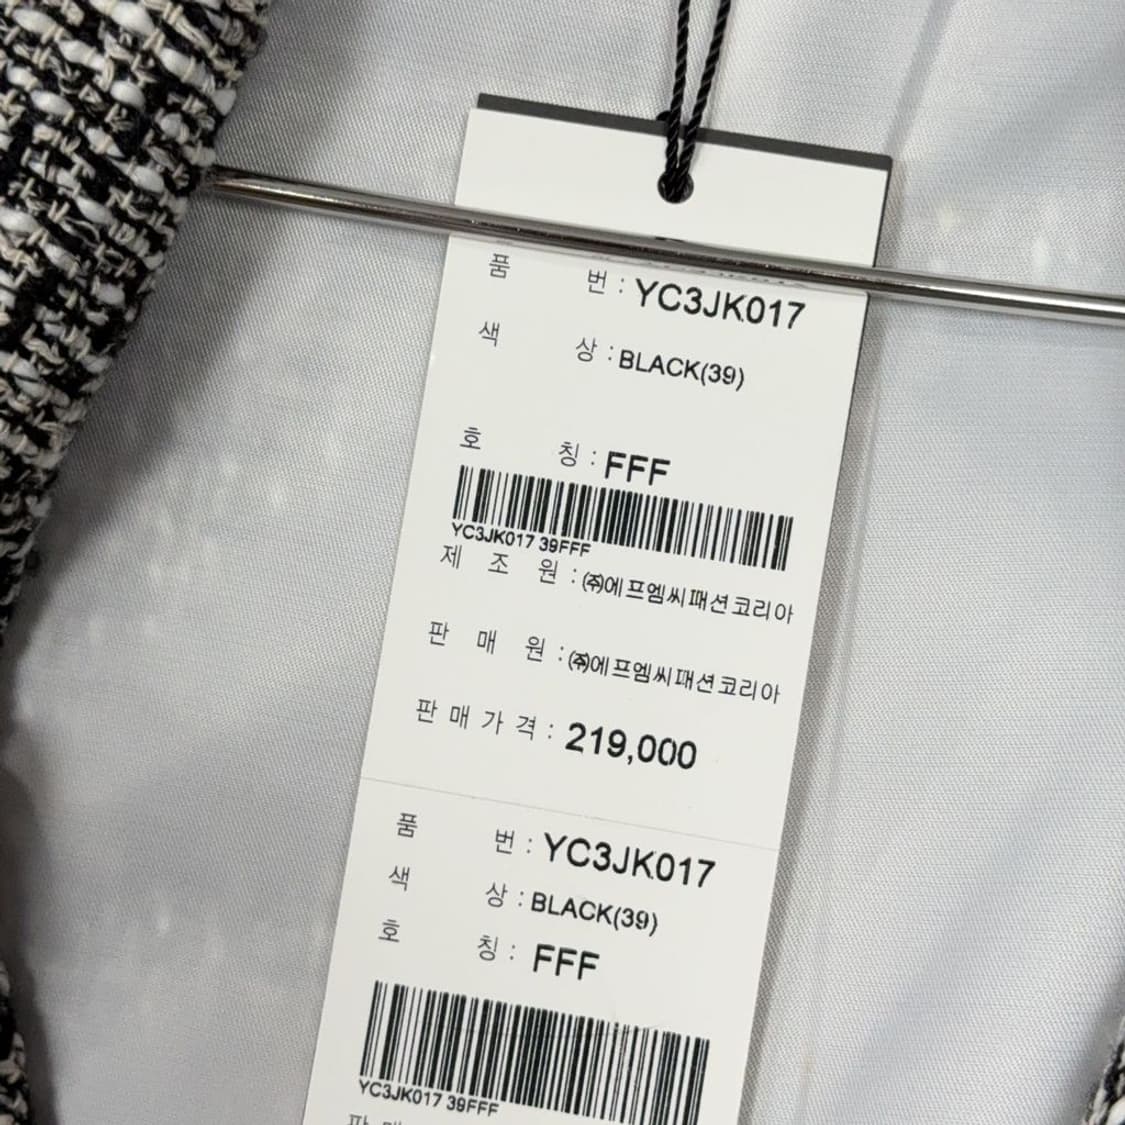 품 번 : YC3JK017
색 상 : BLACK(39)
호 칭 : FFF
YC3JK017 39FFF
제 조 원 : ㈜에프엠씨패션코리아
판 매 원 : ㈜에프엠씨패션코리아
판 매 가 격 : 219,000
품 번 : YC3JK017
색 상 : BLACK(39)
호 칭 : FFF
YC3JK017 39FFF
판 매